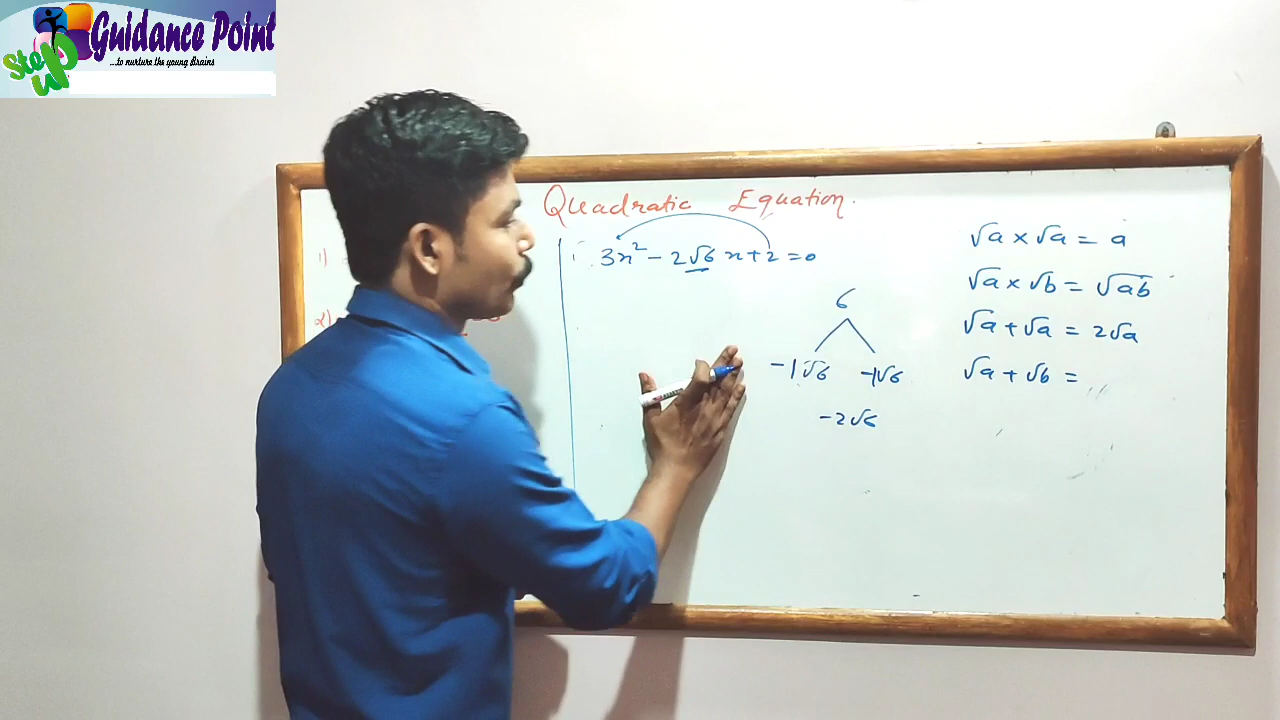 Step up
Guidance Point
...to nurture the young Brains
Quadratic Equation.
1)
2)
3x² - 2√6 x + 2 = 0
6
-1√6 -1√6
-2√6
√a × √a = a
√a × √b = √ab
√a + √a = 2√a
√a + √b =